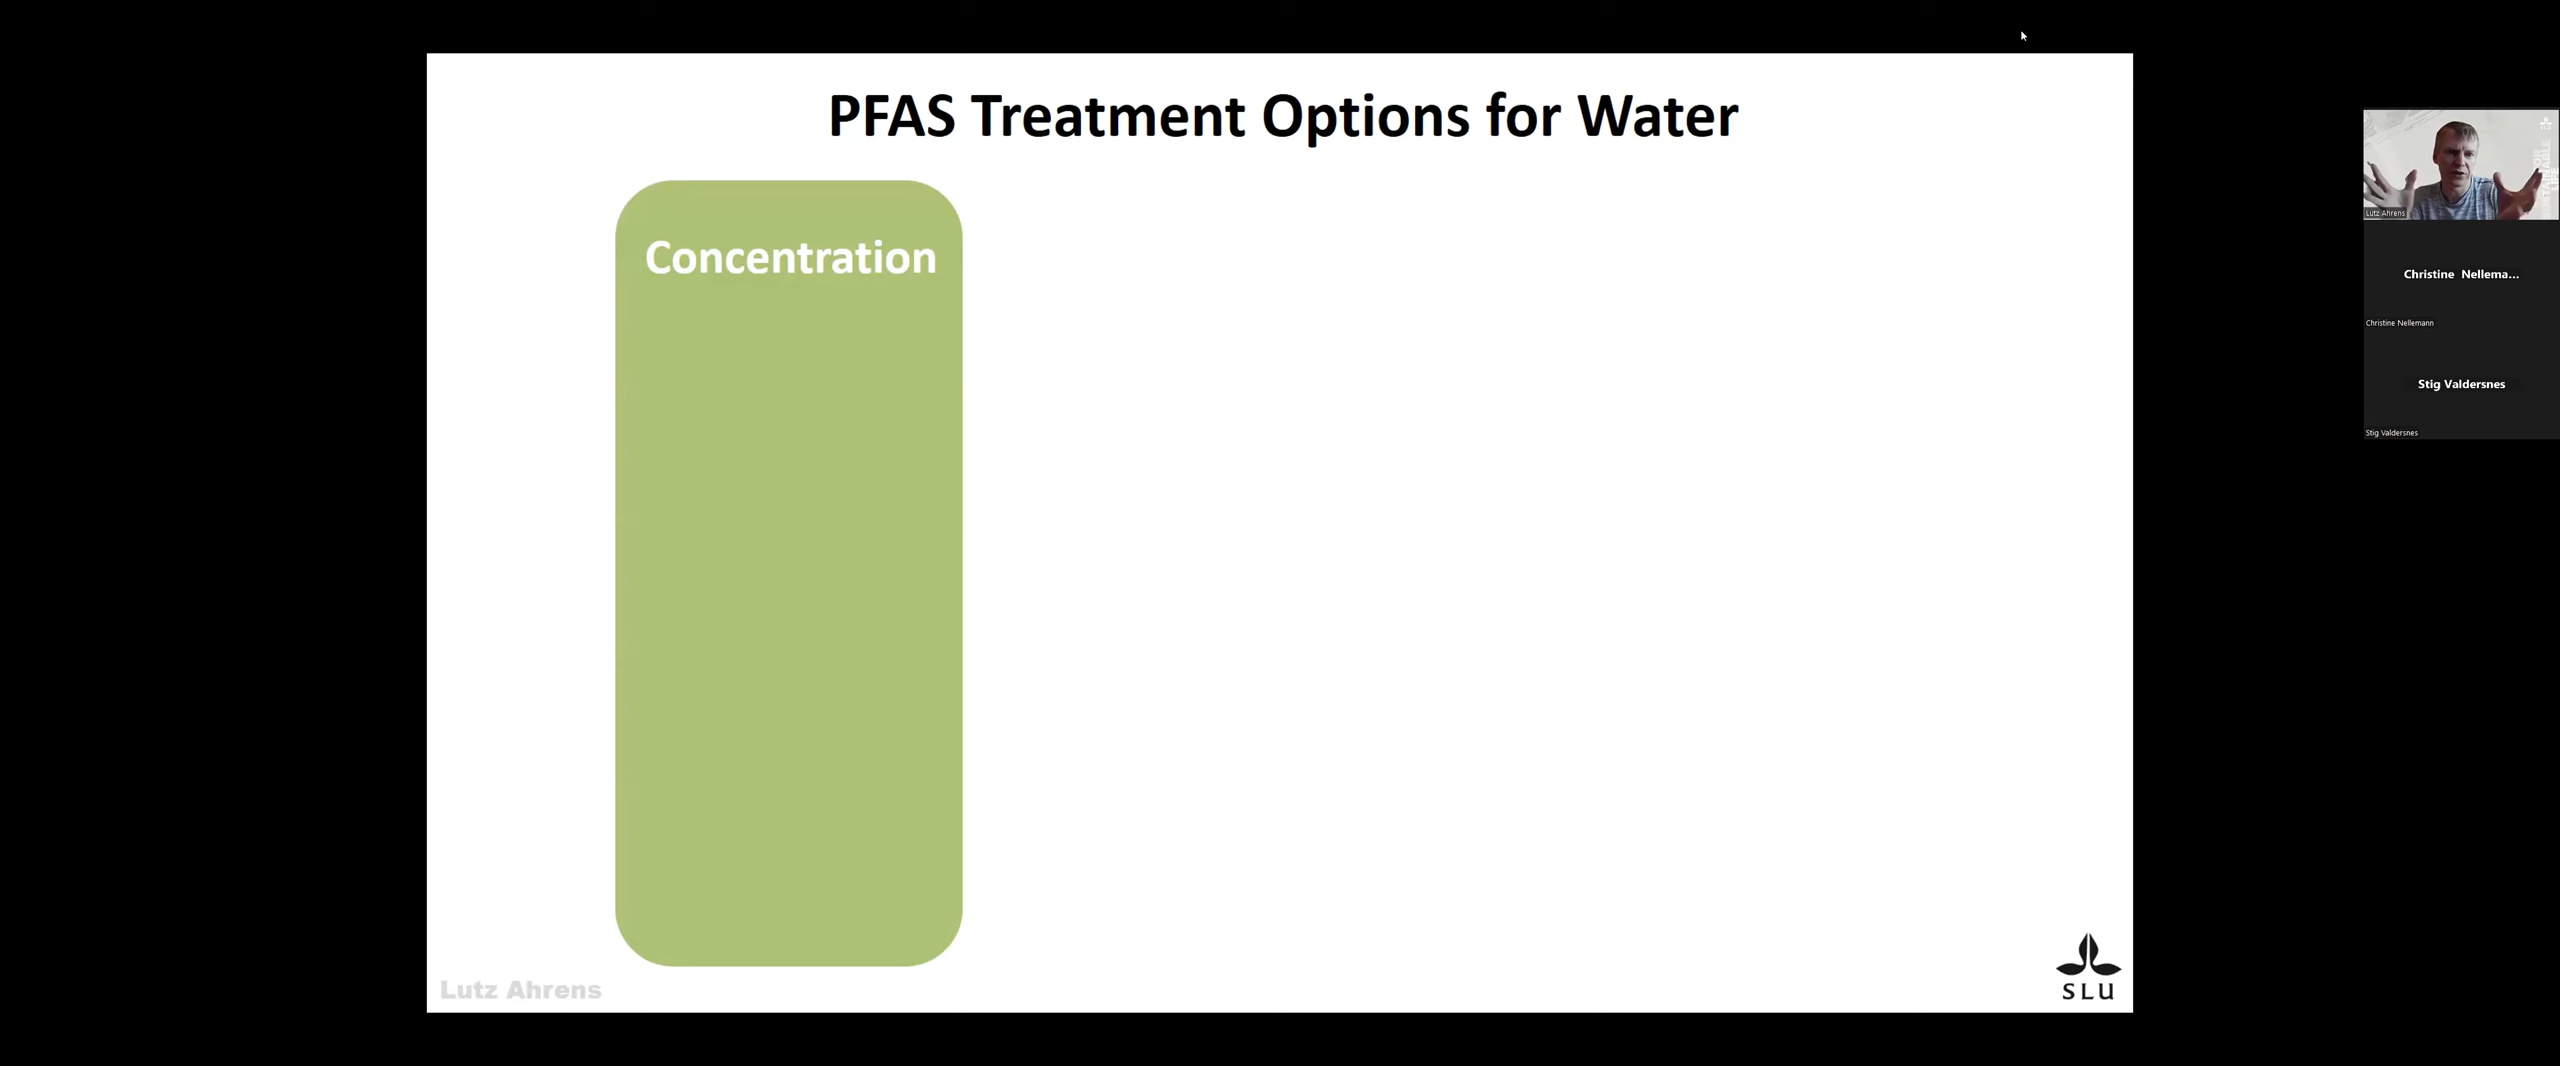 PFAS Treatment Options for Water
Concentration
Lutz Ahrens
SLU
Lutz Ahrens
Christine Nellema...
Christine Nellemann
Stig Valdersnes
Stig Valdersnes